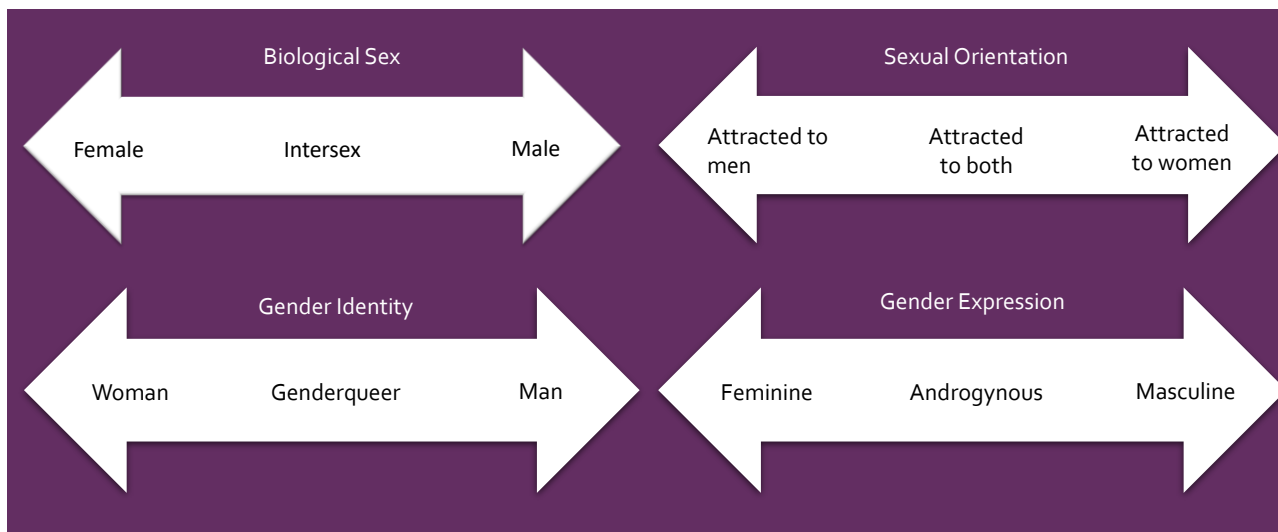 Biological Sex
Female
Intersex
Male
Sexual Orientation
Attracted to
men
Attracted
to both
Attracted
to women
Gender Identity
Woman
Genderqueer
Man
Gender Expression
Feminine
Androgynous
Masculine